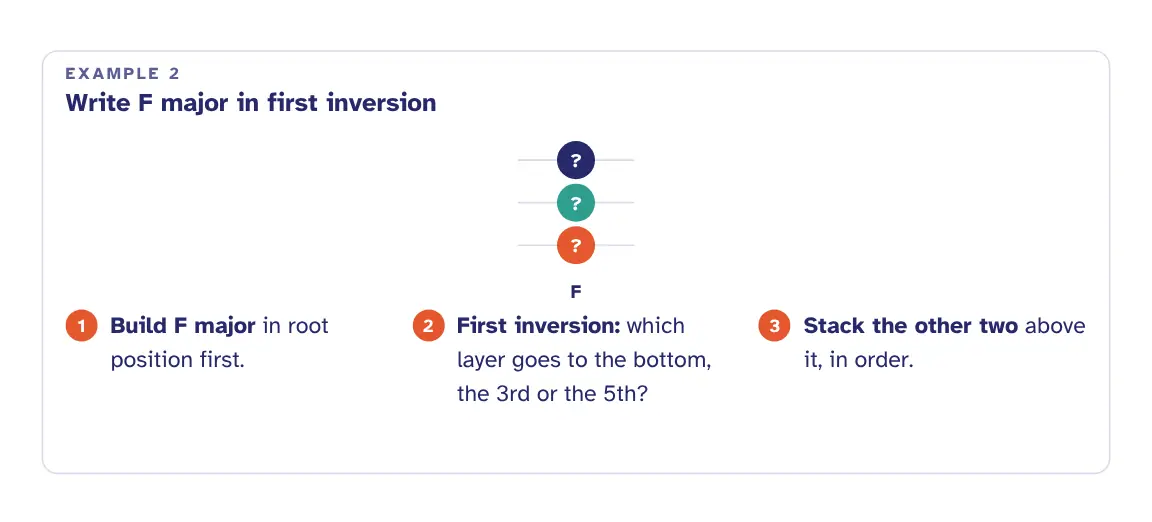 EXAMPLE 2
Write F major in first inversion
?
?
?
F
1 Build F major in root
position first.
2 First inversion: which
layer goes to the bottom,
the 3rd or the 5th?
3 Stack the other two above
it, in order.